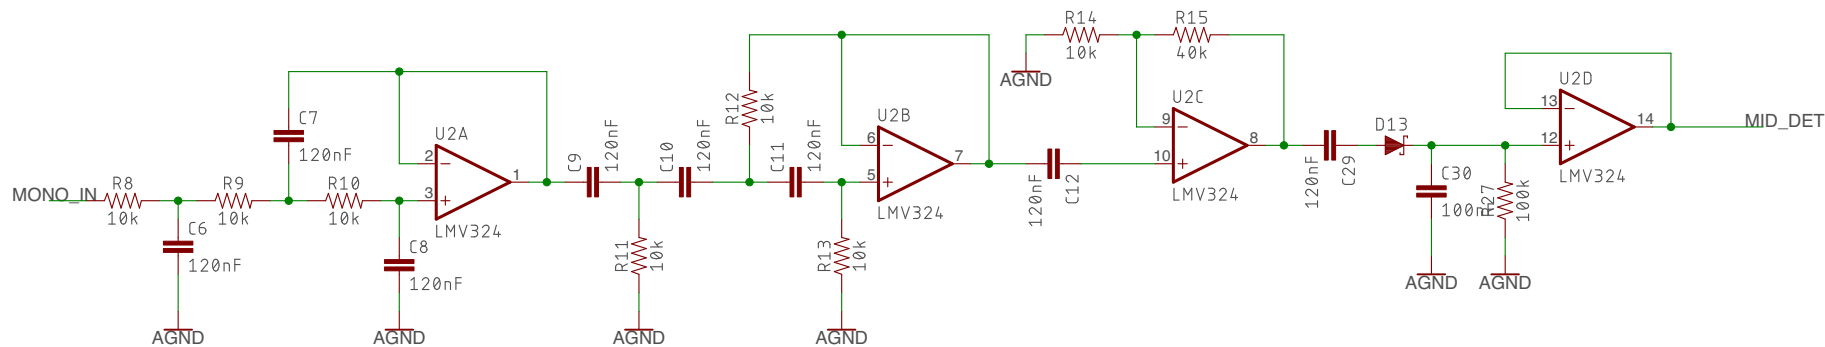 MONO_IN
R8
10k
C6
120nF
AGND
R9
10k
C7
120nF
R10
10k
C8
120nF
AGND
U2A
2
3
1
LMV324
C9
120nF
R11
10k
AGND
C10
120nF
R12
10k
C11
120nF
R13
10k
AGND
U2B
6
5
7
LMV324
120nF
C12
AGND
R14
10k
R15
40k
U2C
9
10
8
LMV324
120nF
C29
D13
C30
100n
AGND
R27
100k
AGND
U2D
13
12
14
LMV324
MID_DET